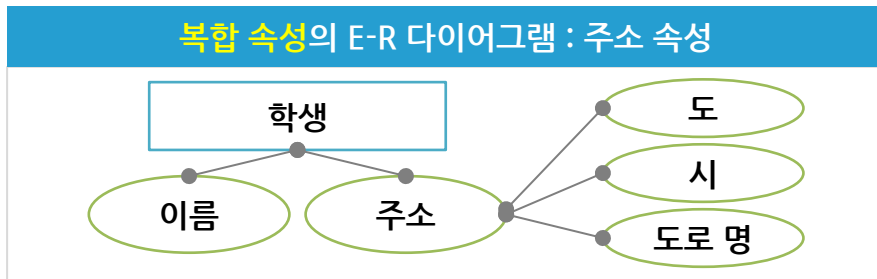 복합 속성의 E-R 다이어그램 : 주소 속성
학생
이름
주소
도
시
도로 명